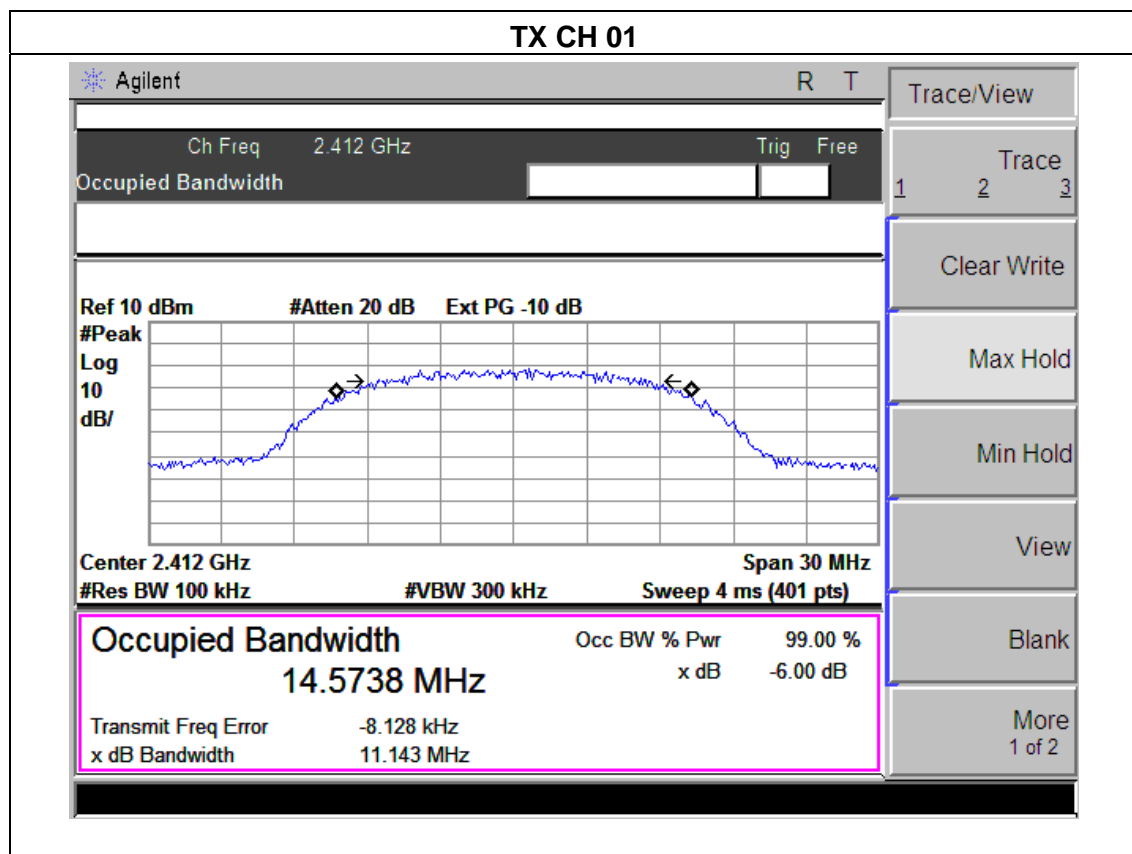 TX CH 01
Agilent R T
Trace/View
Ch Freq 2.412 GHz Trig Free
Occupied Bandwidth
Trace
1 2 3
Clear Write
Ref 10 dBm #Atten 20 dB Ext PG -10 dB
#Peak
Log
10
dB/
Max Hold
Min Hold
View
Center 2.412 GHz Span 30 MHz
#Res BW 100 kHz #VBW 300 kHz Sweep 4 ms (401 pts)
Occupied Bandwidth Occ BW % Pwr 99.00 %
14.5738 MHz x dB -6.00 dB
Blank
Transmit Freq Error -8.128 kHz
x dB Bandwidth 11.143 MHz
More
1 of 2